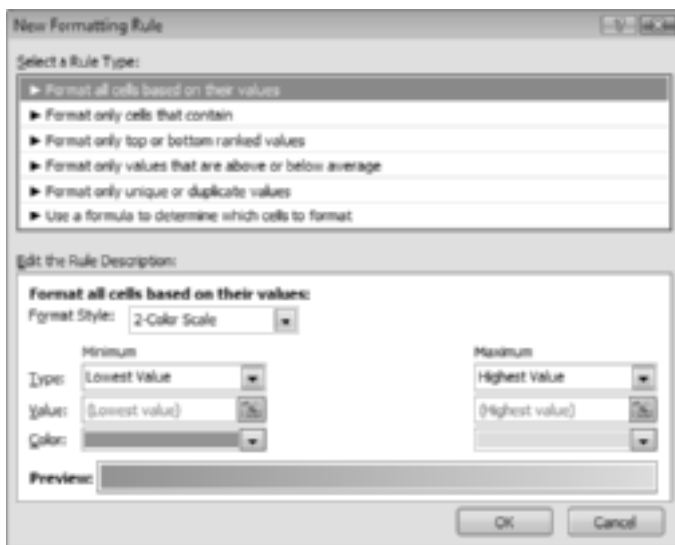 New Formatting Rule
Select a Rule Type:
► Format all cells based on their values
► Format only cells that contain
► Format only top or bottom ranked values
► Format only values that are above or below average
► Format only unique or duplicate values
► Use a formula to determine which cells to format
Edit the Rule Description:
Format all cells based on their values:
Format Style: 2-Color Scale
Minimum Maximum
Type: Lowest Value Highest Value
Value: (Lowest value) (Highest value)
Color:
Preview:
OK Cancel